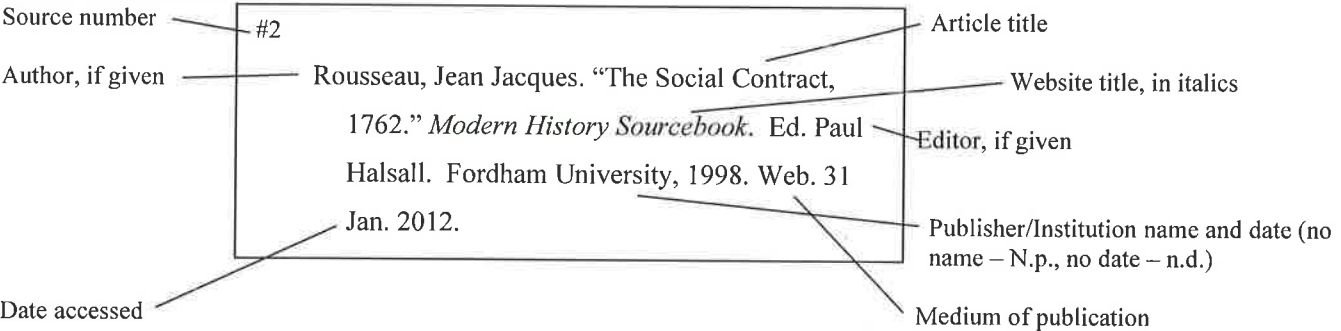 Source number
#2
Article title
Author, if given
Rousseau, Jean Jacques. “The Social Contract,
Website title, in italics
1762.” Modern History Sourcebook. Ed. Paul
Editor, if given
Halsall. Fordham University, 1998. Web. 31
Jan. 2012.
Publisher/Institution name and date (no
name – N.p., no date – n.d.)
Date accessed
Medium of publication